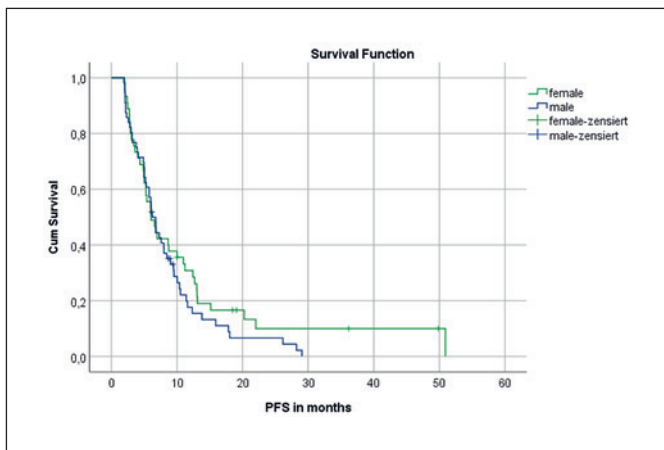 Survival Function
female
male
female-zensiert
male-zensiert
Cum Survival
1,0
0,8
0,6
0,4
0,2
0,0
0 10 20 30 40 50 60
PFS in months